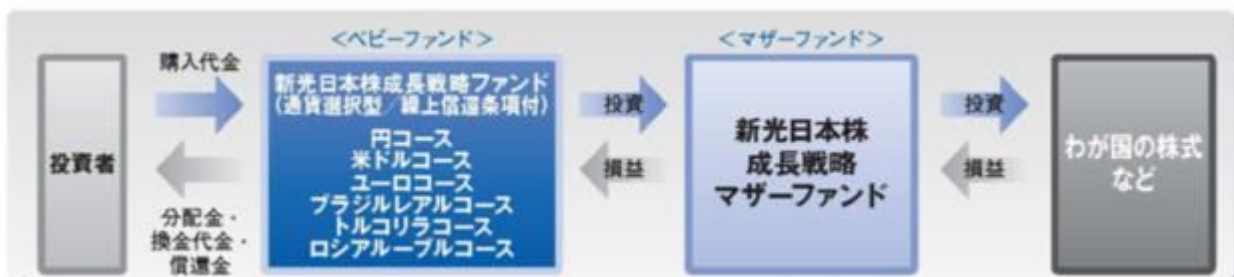 <ベビーファンド>
<マザーファンド>
購入代金
投資者
分配金・
換金代金・
償還金
新光日本株成長戦略ファンド
(通貨選択型/繰上償還条項付)
円コース
米ドルコース
ユーロコース
ブラジルレアルコース
トルコリラコース
ロシアルーブルコース
投資
損益
新光日本株
成長戦略
マザーファンド
投資
損益
わが国の株式
など